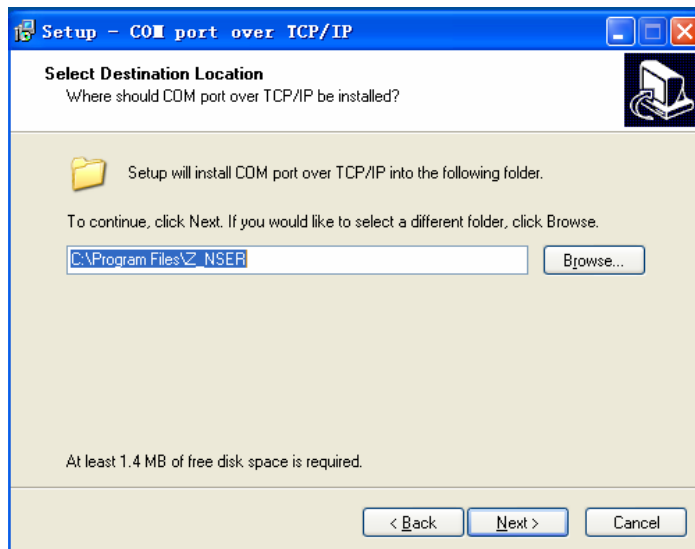 Setup - COM port over TCP/IP
Select Destination Location
Where should COM port over TCP/IP be installed?
Setup will install COM port over TCP/IP into the following folder.
To continue, click Next. If you would like to select a different folder, click Browse.
C:\Program Files\Z_NSER
Browse...
At least 1.4 MB of free disk space is required.
< Back
Next >
Cancel